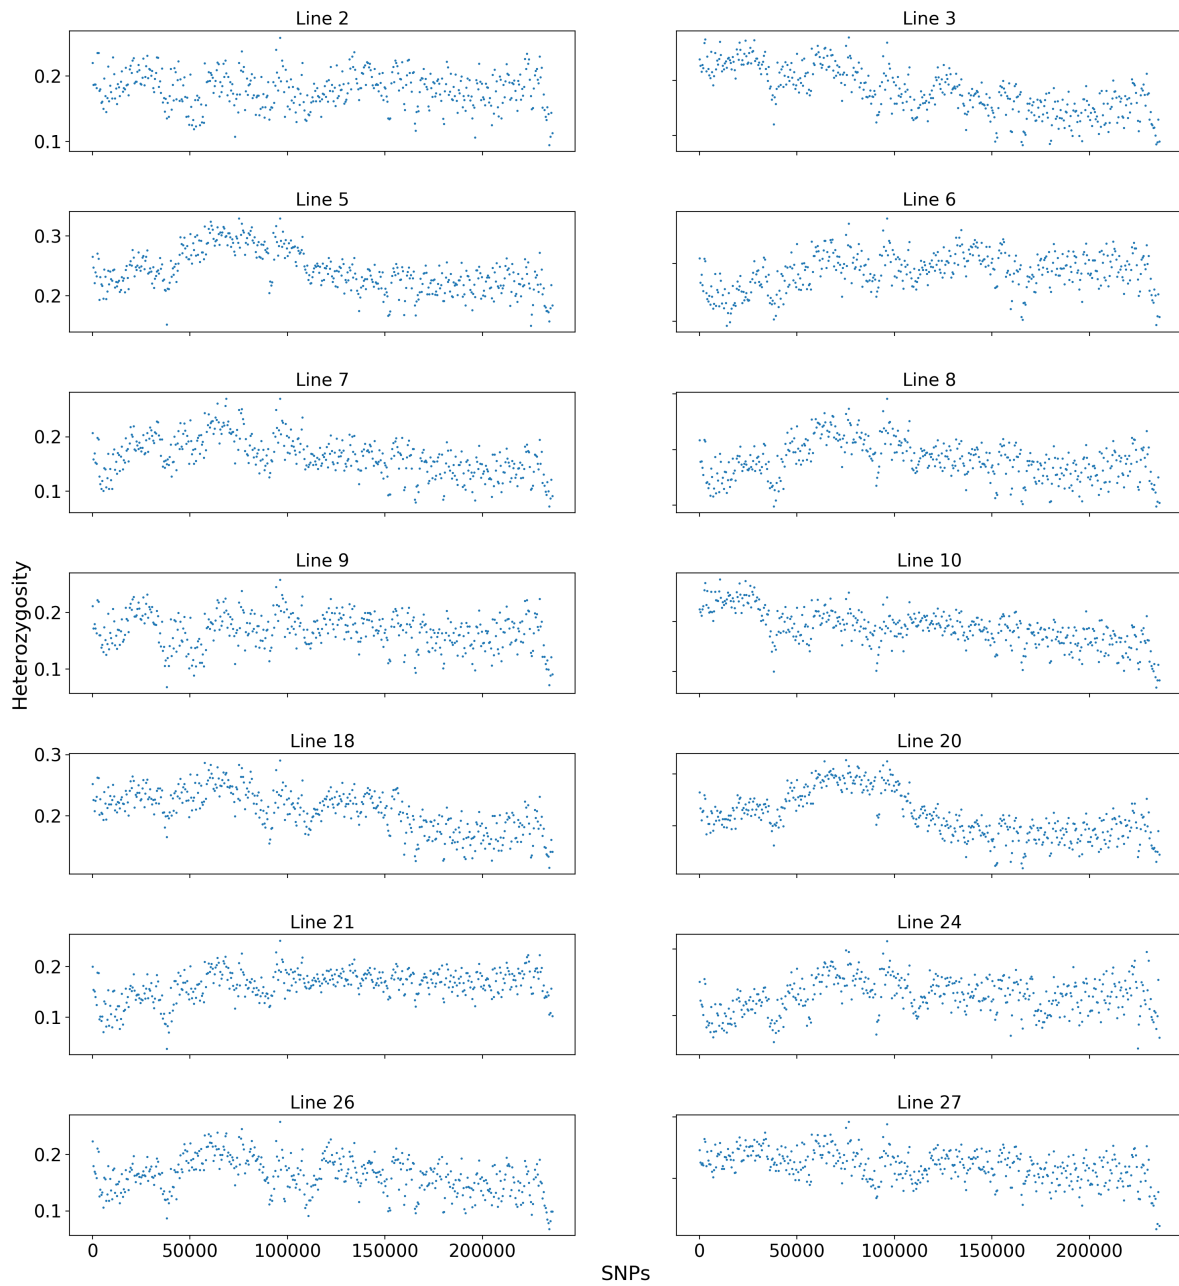 Line 2
Line 3
0.2
0.1
Line 5
Line 6
0.3
0.2
Line 7
Line 8
0.2
0.1
Line 9
Line 10
0.2
0.1
Heterozygosity
Line 18
Line 20
0.3
0.2
Line 21
Line 24
0.2
0.1
Line 26
Line 27
0.2
0.1
0 50000 100000 150000 200000
0 50000 100000 150000 200000
SNPs